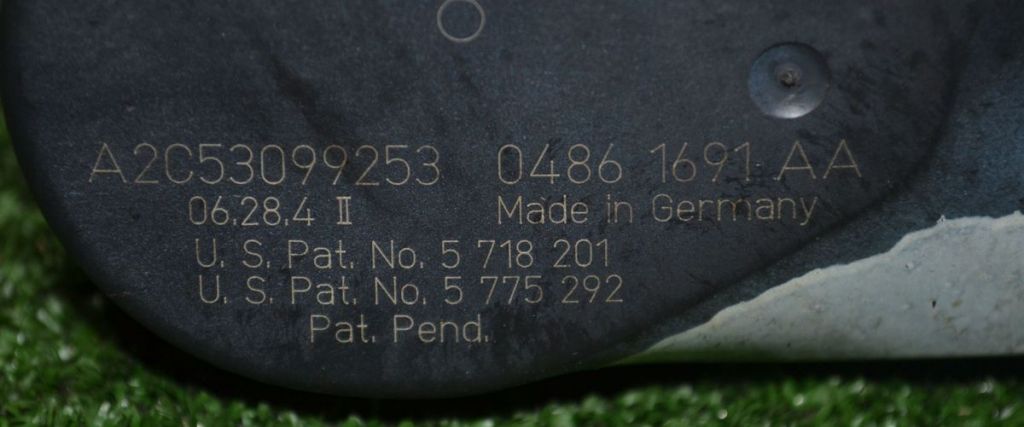 A2C53099253 0486 1691 AA
06.28.4 II Made in Germany
U. S. Pat. No. 5 718 201
U. S. Pat. No. 5 775 292
Pat. Pend.